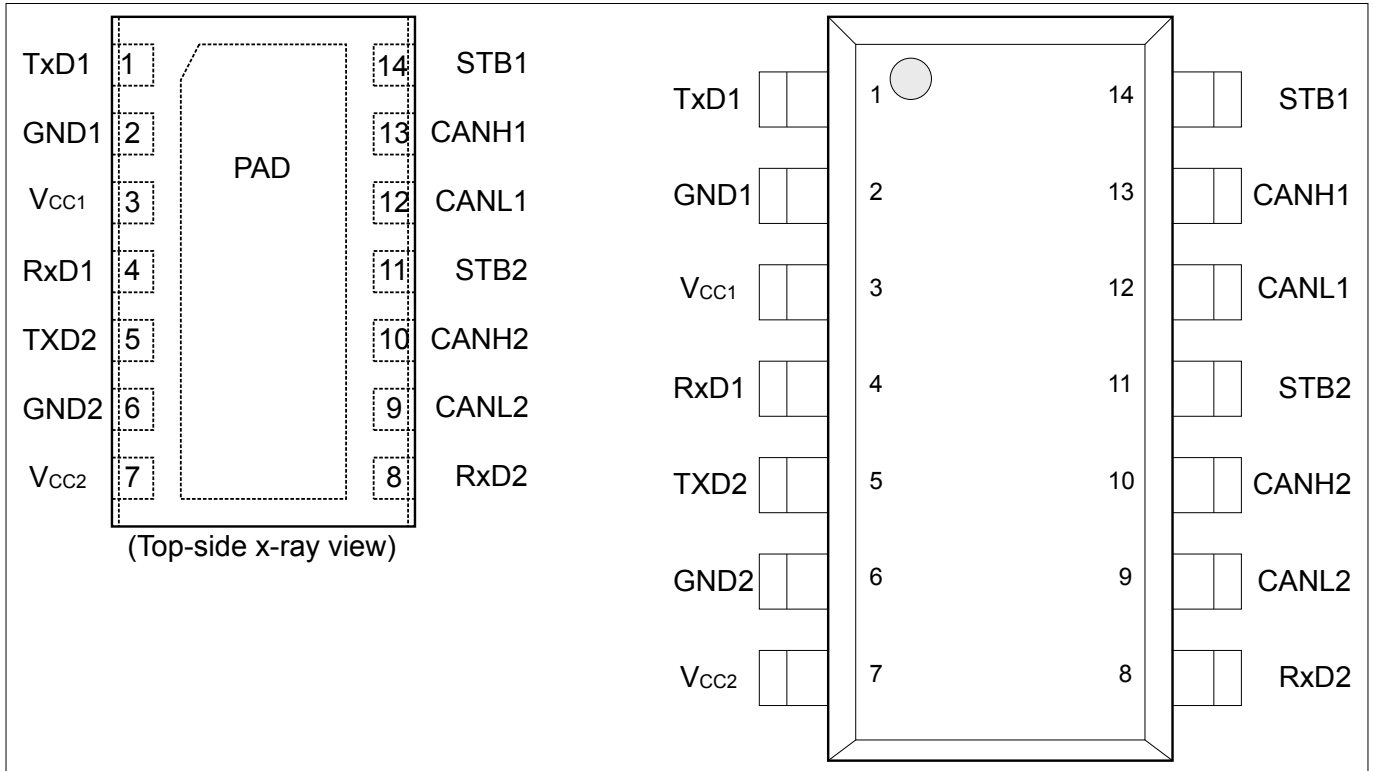 TxD1 1 14 STB1
GND1 2 13 CANH1
PAD
VCC1 3 12 CANL1
RxD1 4 11 STB2
TXD2 5 10 CANH2
GND2 6 9 CANL2
VCC2 7 8 RxD2
(Top-side x-ray view)
TxD1 1 14 STB1
GND1 2 13 CANH1
VCC1 3 12 CANL1
RxD1 4 11 STB2
TXD2 5 10 CANH2
GND2 6 9 CANL2
VCC2 7 8 RxD2